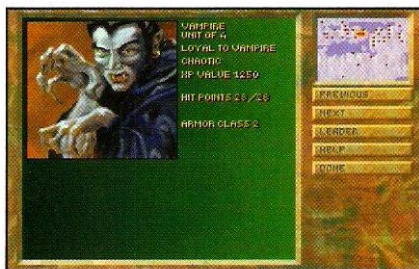 VAMPIRE
UNIT OF 4
LOYAL TO VAMPIRE
CHAOTIC
XP VALUE 1250
HIT POINTS 28/28
ARMOR CLASS 2
PREVIOUS
NEXT
LEADER
HELP
DONE